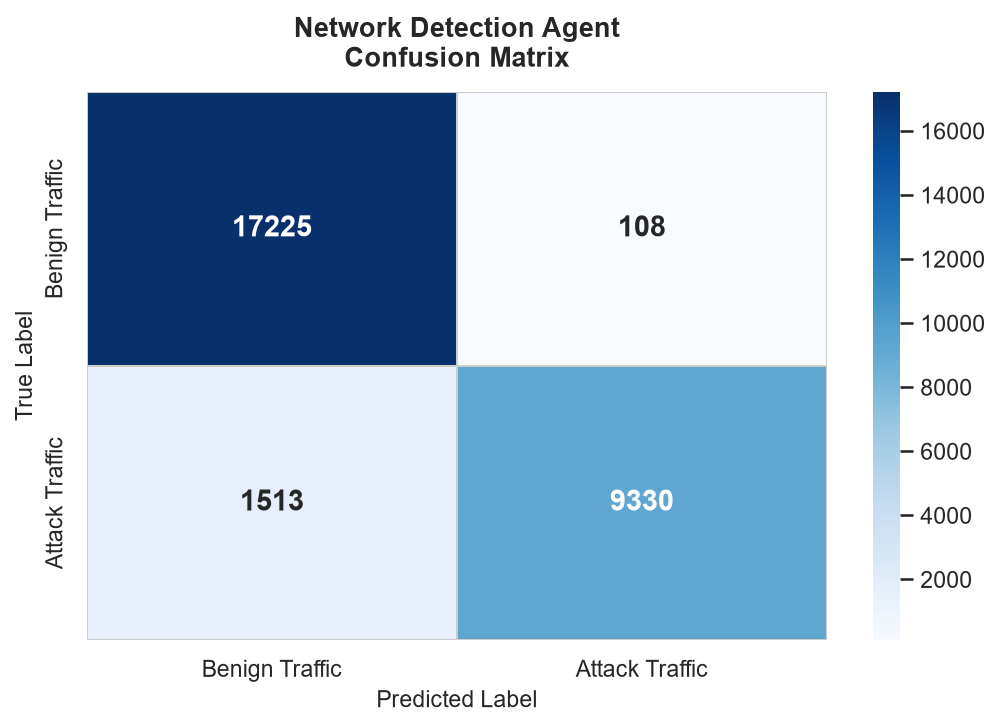 Network Detection Agent
Confusion Matrix
True Label
Benign Traffic
Attack Traffic
17225
108
1513
9330
Benign Traffic
Attack Traffic
Predicted Label
16000
14000
12000
10000
8000
6000
4000
2000